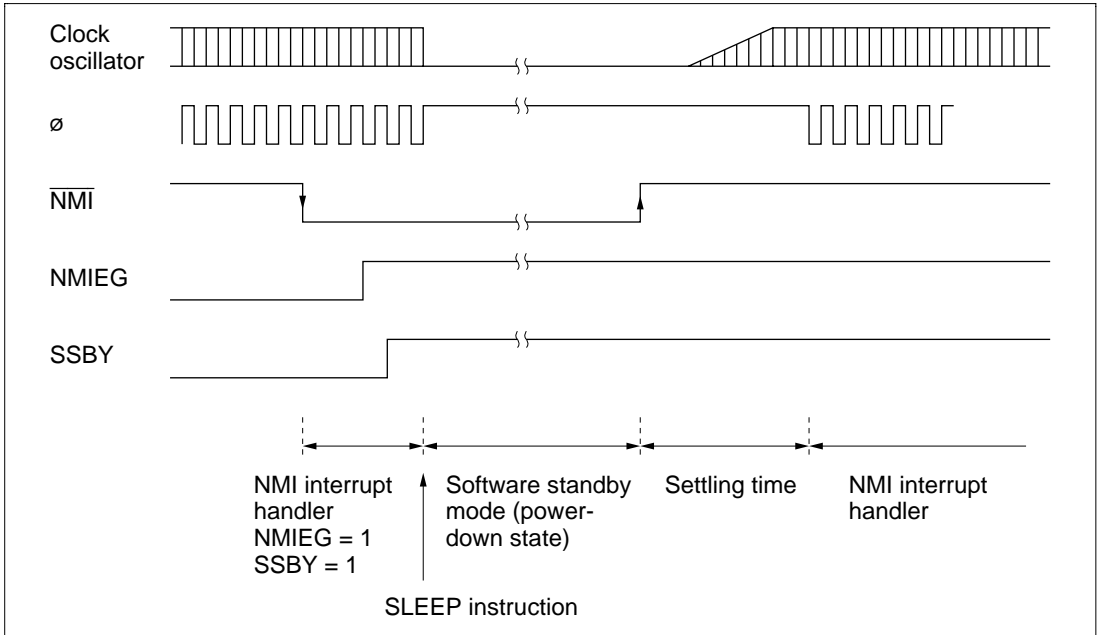 Clock
oscillator
ø
NMI
NMIEG
SSBY
NMI interrupt
handler
NMIEG = 1
SSBY = 1
Software standby
mode (power-
down state)
Settling time
NMI interrupt
handler
SLEEP instruction